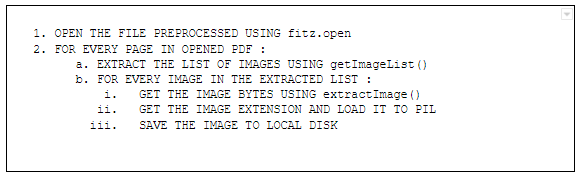 1. OPEN THE FILE PREPROCESSED USING fitz.open
2. FOR EVERY PAGE IN OPENED PDF :
a. EXTRACT THE LIST OF IMAGES USING getImageList()
b. FOR EVERY IMAGE IN THE EXTRACTED LIST :
i. GET THE IMAGE BYTES USING extractImage()
ii. GET THE IMAGE EXTENSION AND LOAD IT TO PIL
iii. SAVE THE IMAGE TO LOCAL DISK